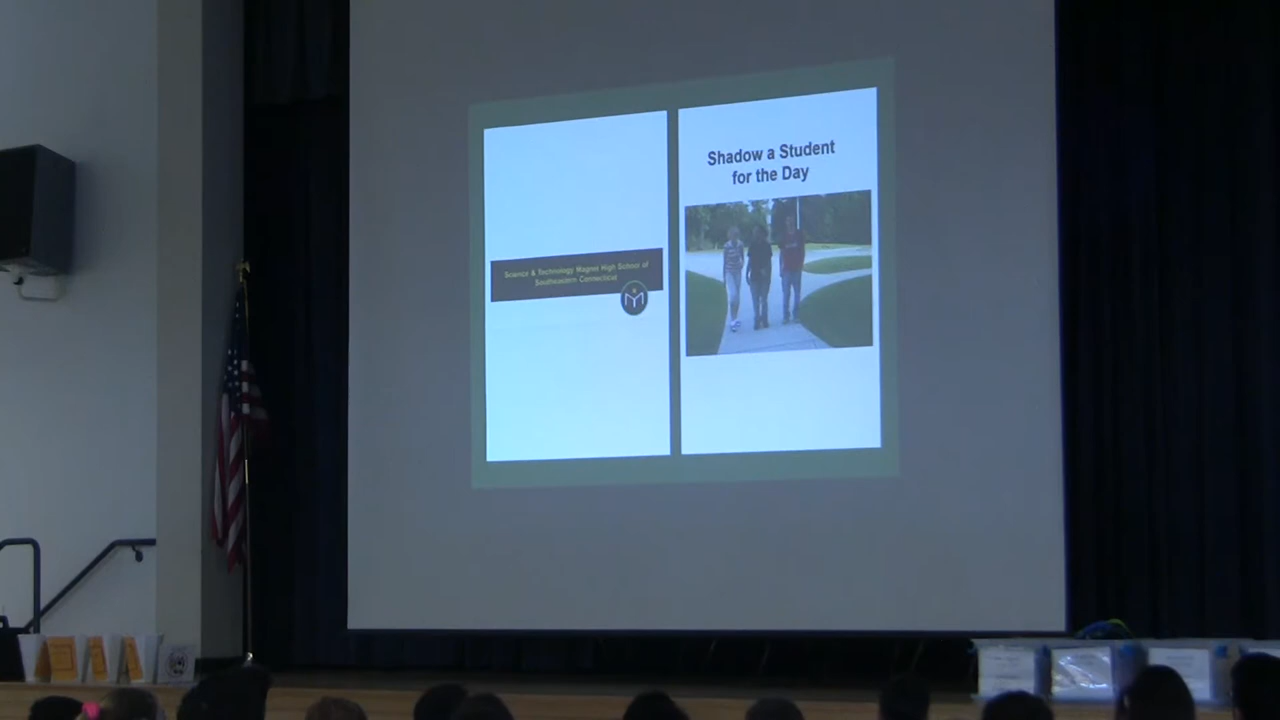 Science & Technology Magnet High School of
Southeastern Connecticut
Shadow a Student
for the Day